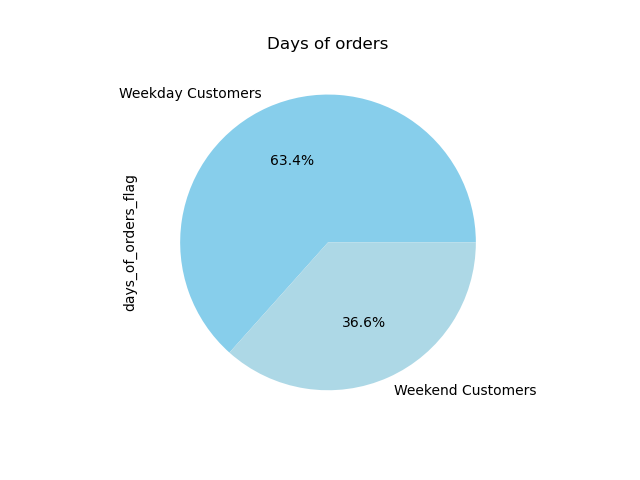 Days of orders
Weekday Customers
63.4%
days_of_orders_flag
36.6%
Weekend Customers